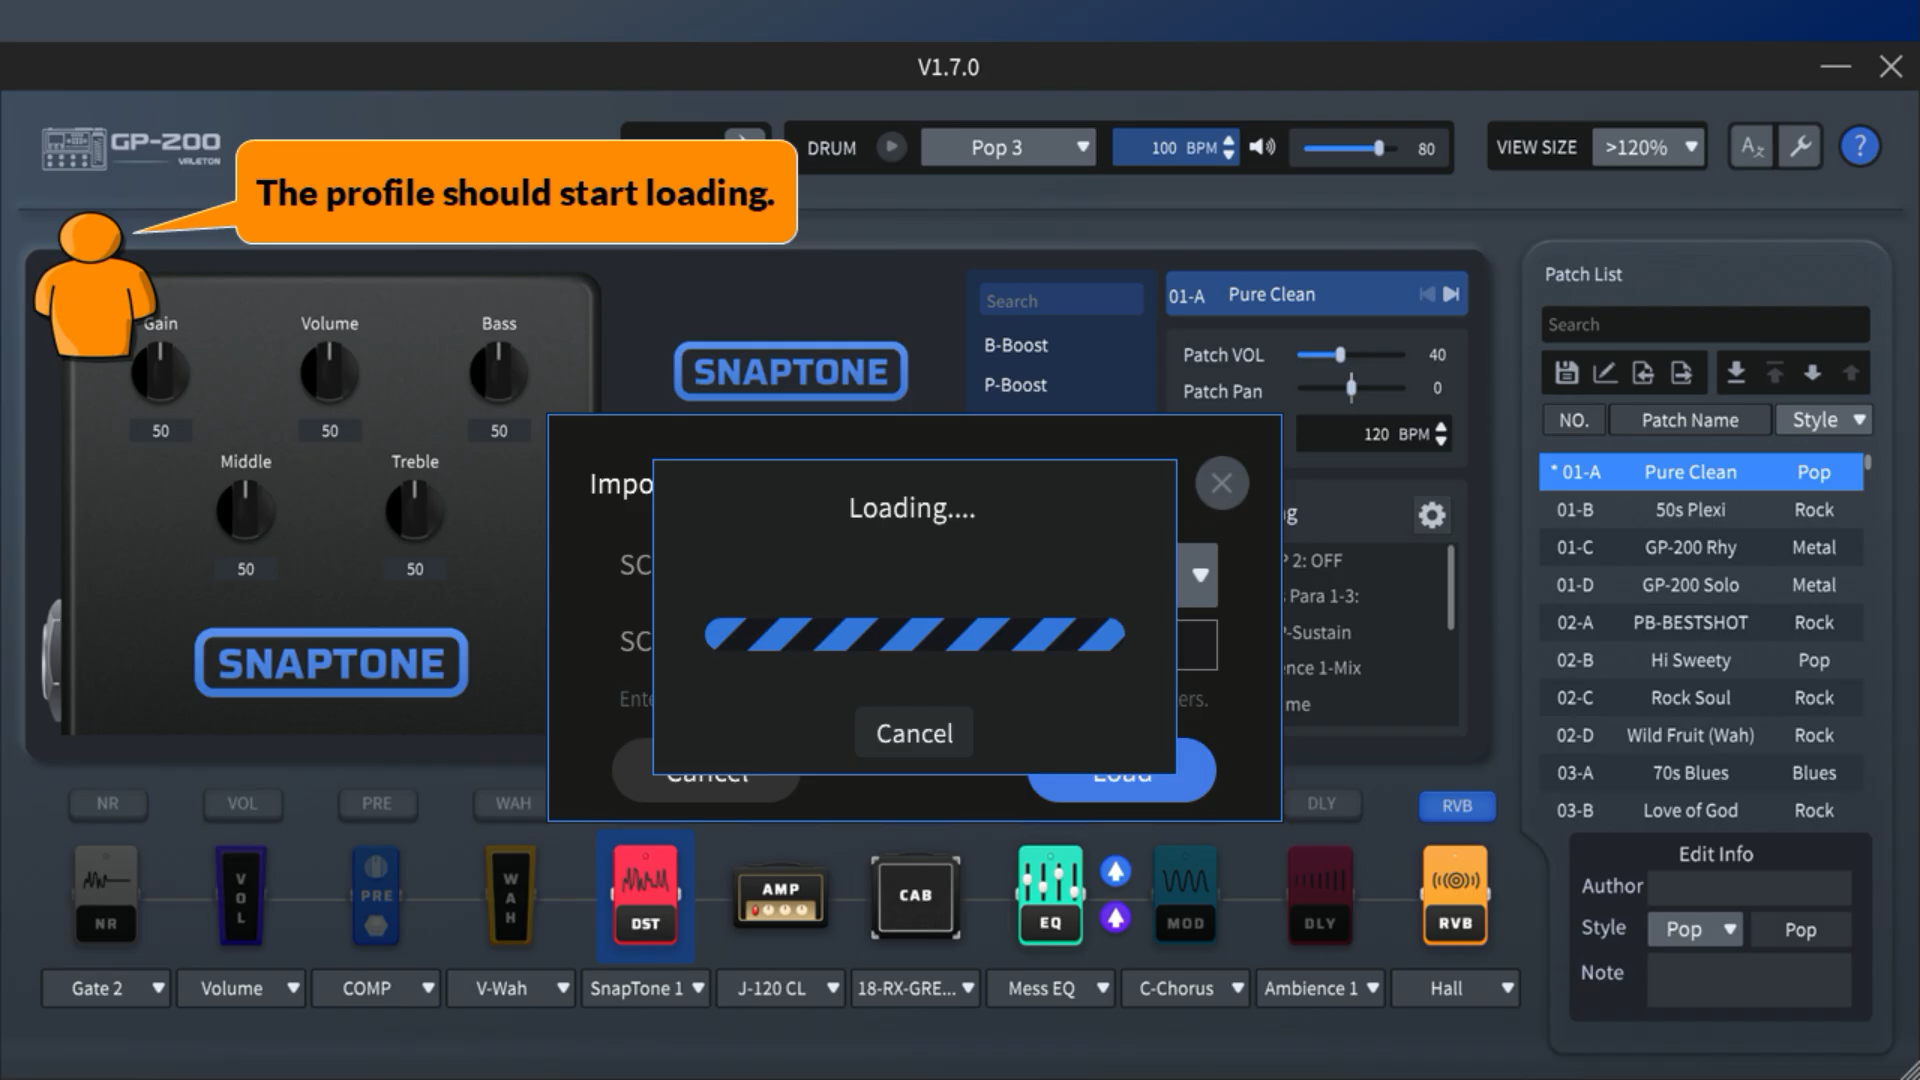 V1.7.0
GP-200
VALETON
DRUM
Pop 3
100 BPM
80
VIEW SIZE
>120%
?
The profile should start loading.
Gain
Volume
Bass
50
50
50
Middle
Treble
50
50
SNAPTONE
SNAPTONE
Search
B-Boost
P-Boost
01-A Pure Clean
Patch VOL 40
Patch Pan 0
120 BPM
Impo
SC
SC
Ente
ers.
Loading....
Cancel
Cancel
Load
g
P 2: OFF
Para 1-3:
P-Sustain
nce 1-Mix
me
Patch List
Search
NO. Patch Name Style
* 01-A Pure Clean Pop
01-B 50s Plexi Rock
01-C GP-200 Rhy Metal
01-D GP-200 Solo Metal
02-A PB-BESTSHOT Rock
02-B Hi Sweety Pop
02-C Rock Soul Rock
02-D Wild Fruit (Wah) Rock
03-A 70s Blues Blues
03-B Love of God Rock
Edit Info
Author
Style Pop Pop
Note
NR VOL PRE WAH DLY RVB
NR VOL PRE WAH DST AMP CAB EQ MOD DLY RVB
Gate 2 Volume COMP V-Wah SnapTone 1 J-120 CL 18-RX-GRE... Mess EQ C-Chorus Ambience 1 Hall